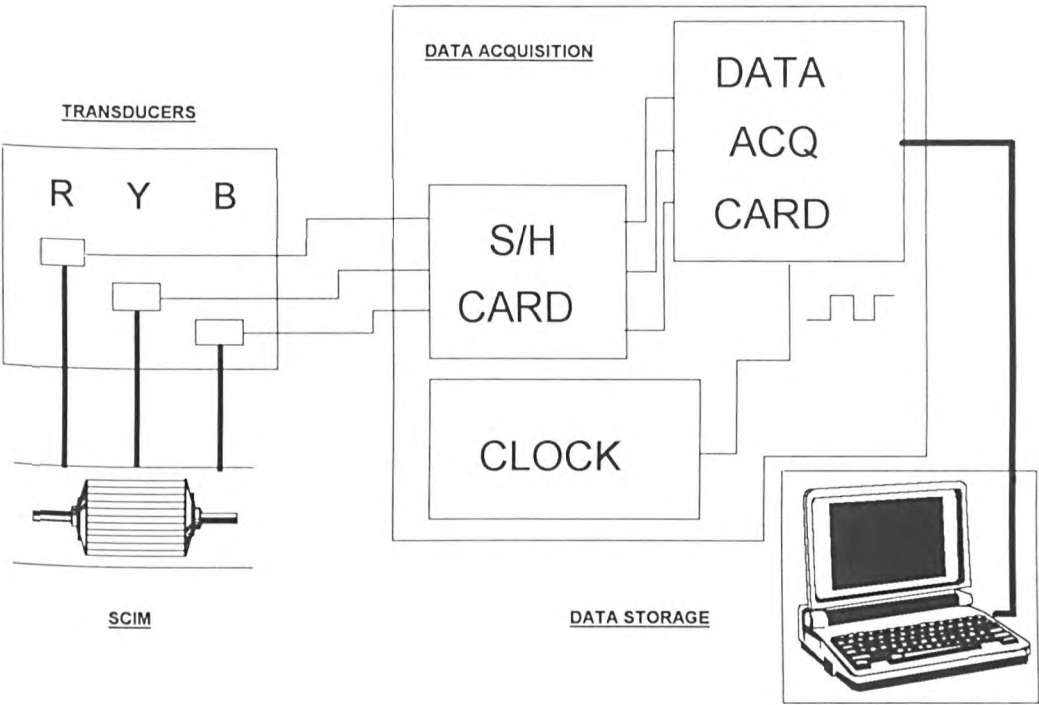 DATA ACQUISITION
DATA
ACQ
CARD
TRANSDUCERS
R Y B
S/H
CARD
CLOCK
SCIM
DATA STORAGE